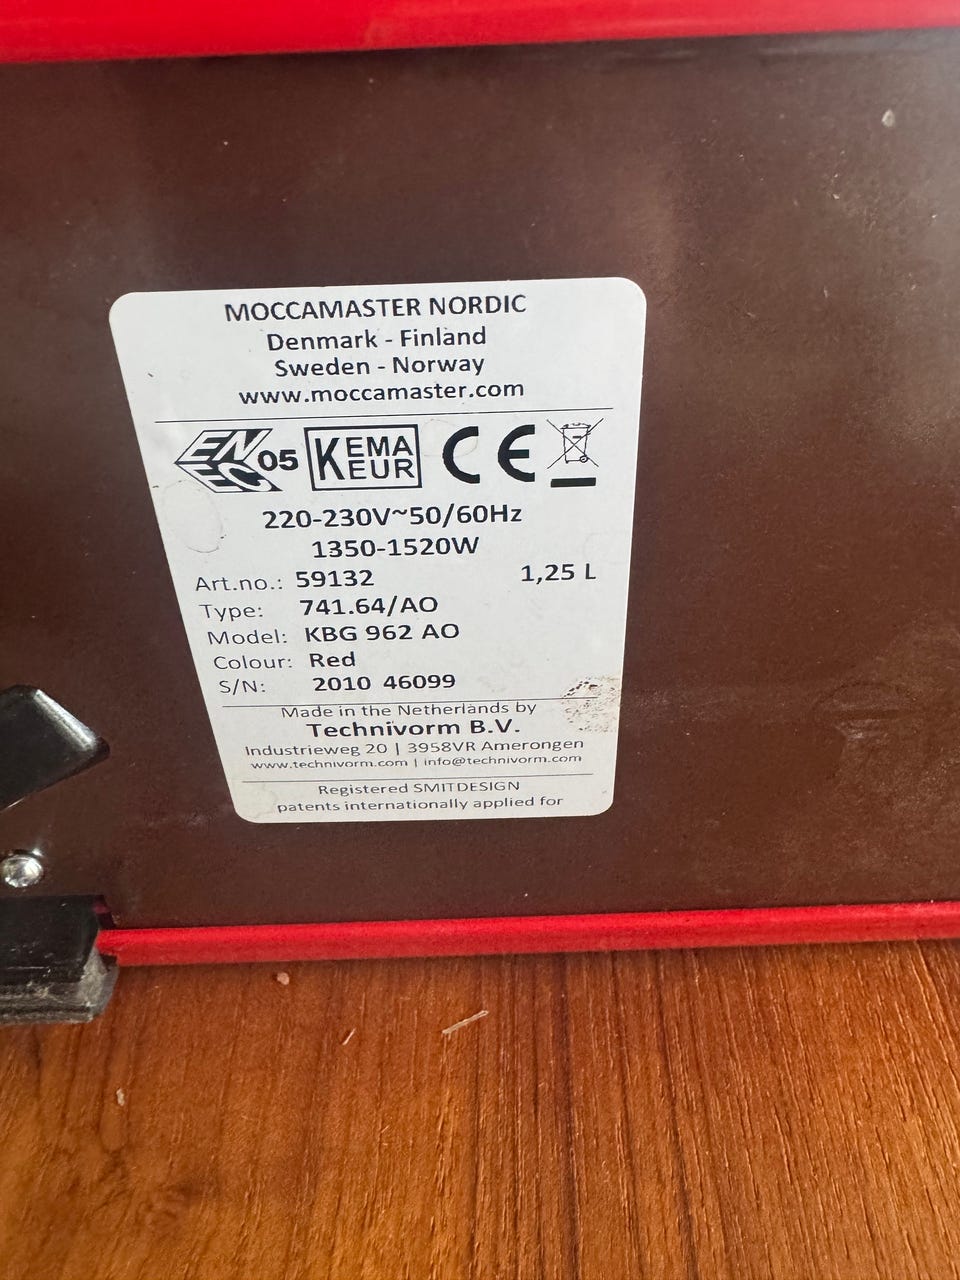 MOCCAMASTER NORDIC
Denmark - Finland
Sweden - Norway
www.moccamaster.com
EN EC 05 KEMA KEUR CE
220-230V~50/60Hz
1350-1520W
Art.no.: 59132 1,25 L
Type: 741.64/AO
Model: KBG 962 AO
Colour: Red
S/N: 2010 46099
Made in the Netherlands by
Technivorm B.V.
Industrieweg 20 | 3958VR Amerongen
www.technivorm.com | info@technivorm.com
Registered SMITDESIGN
patents internationally applied for